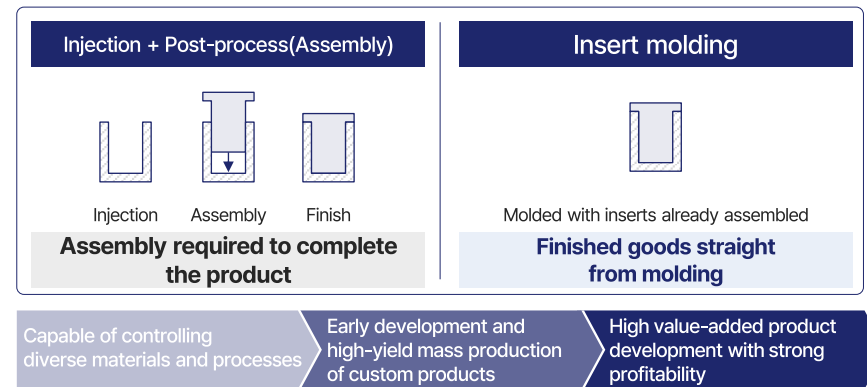 Injection + Post-process(Assembly)
Injection
Assembly
Finish
Assembly required to complete
the product
Insert molding
Molded with inserts already assembled
Finished goods straight
from molding
Capable of controlling
diverse materials and processes
Early development and
high-yield mass production
of custom products
High value-added product
development with strong
profitability